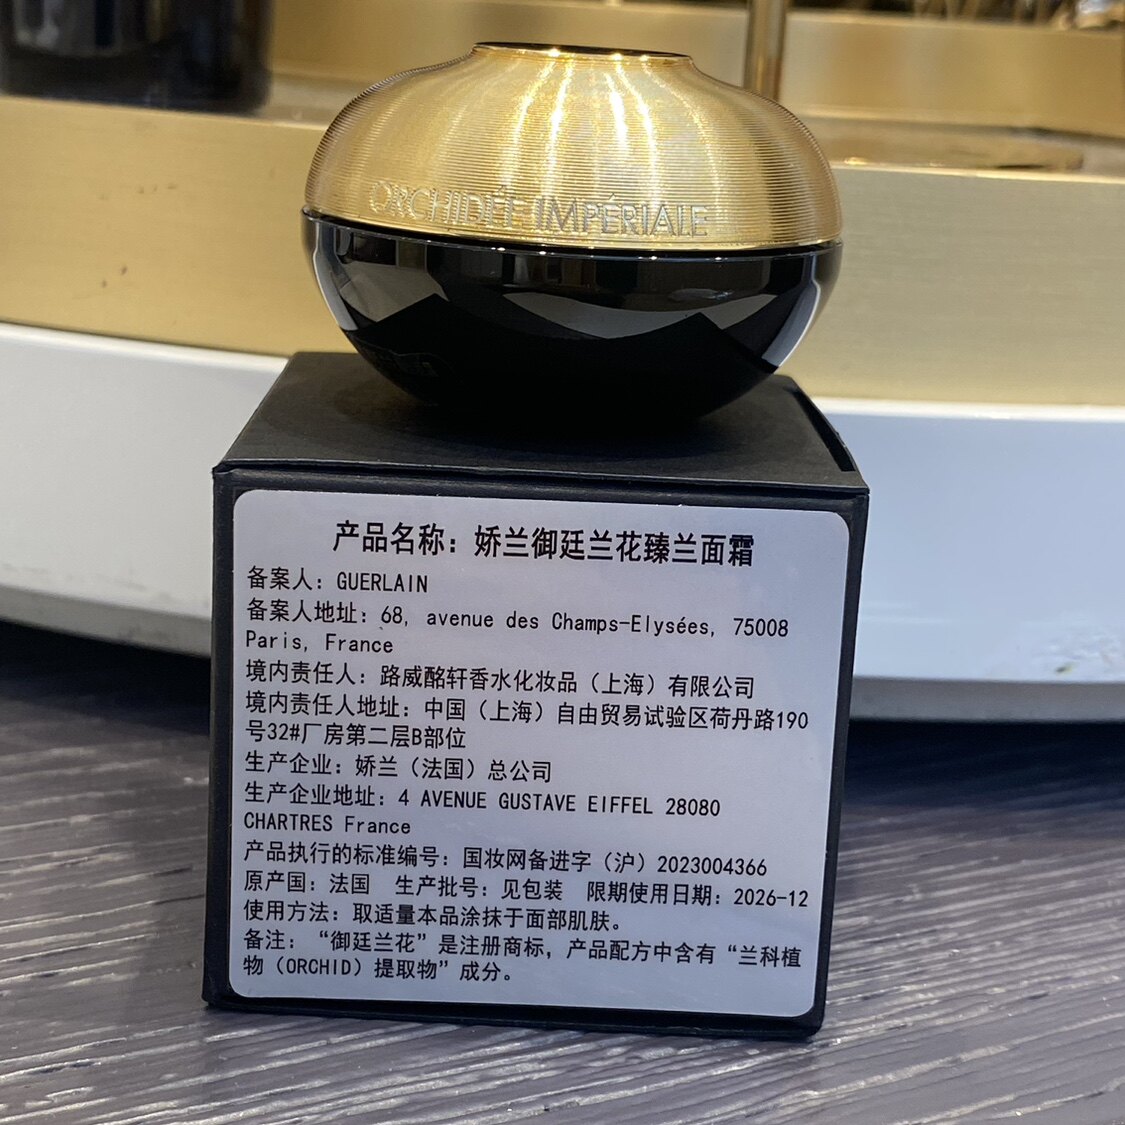 ORCHIDÉE IMPÉRIALE
产品名称：娇兰御廷兰花臻兰面霜
备案人：GUERLAIN
备案人地址：68, avenue des Champs-Elysées, 75008
Paris, France
境内责任人：路威酩轩香水化妆品（上海）有限公司
境内责任人地址：中国（上海）自由贸易试验区荷丹路190
号32#厂房第二层B部位
生产企业：娇兰（法国）总公司
生产企业地址：4 AVENUE GUSTAVE EIFFEL 28080
CHARTRES France
产品执行的标准编号：国妆网备进字（沪）2023004366
原产国：法国 生产批号：见包装 限期使用日期：2026-12
使用方法：取适量本品涂抹于面部肌肤。
备注：“御廷兰花”是注册商标，产品配方中含有“兰科植
物（ORCHID）提取物”成分。